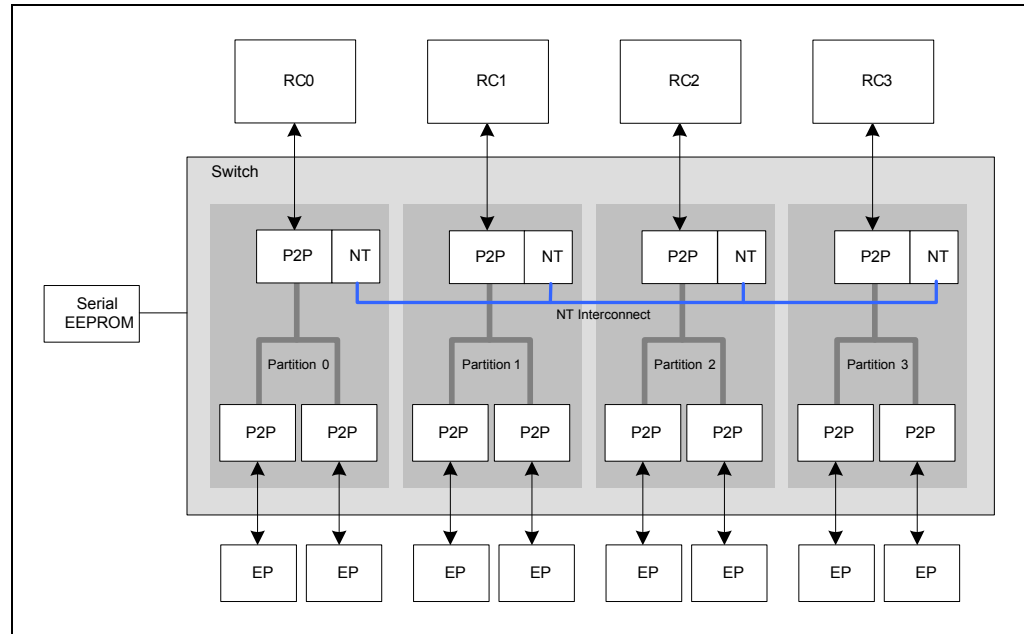 RC0
RC1
RC2
RC3
Switch
P2P
NT
P2P
NT
P2P
NT
P2P
NT
Serial
EEPROM
NT Interconnect
Partition 0
Partition 1
Partition 2
Partition 3
P2P
P2P
P2P
P2P
P2P
P2P
P2P
P2P
EP
EP
EP
EP
EP
EP
EP
EP